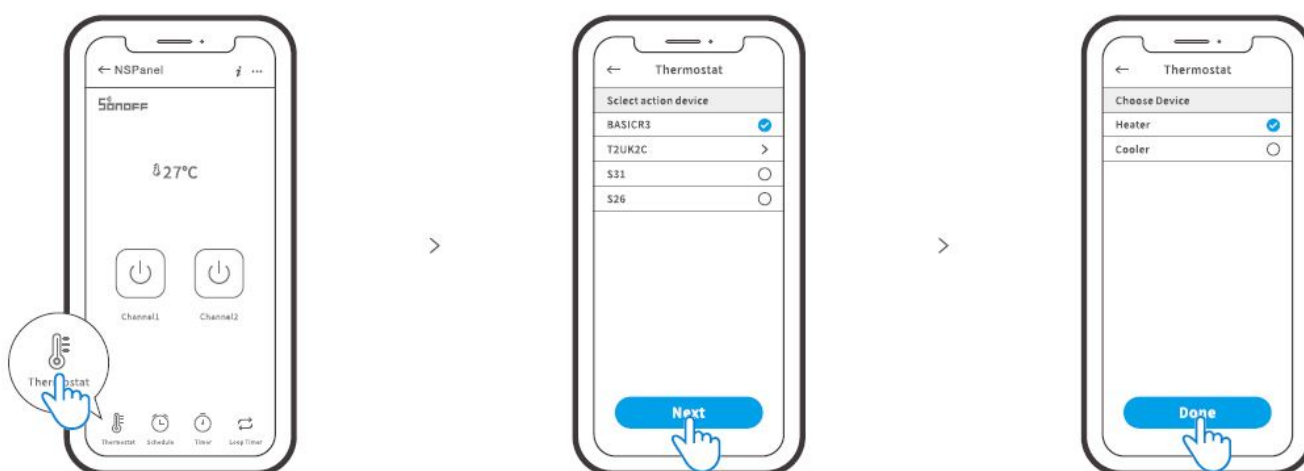 ← NSPanel i ...
SONOFF
27°C
Channel1 Channel2
Thermostat
Thermostat Schedule Timer Loop Timer
>
← Thermostat
Sclect action device
BASICR3
T2UK2C >
S31
S26
Next
>
← Thermostat
Choose Device
Heater
Cooler
Done